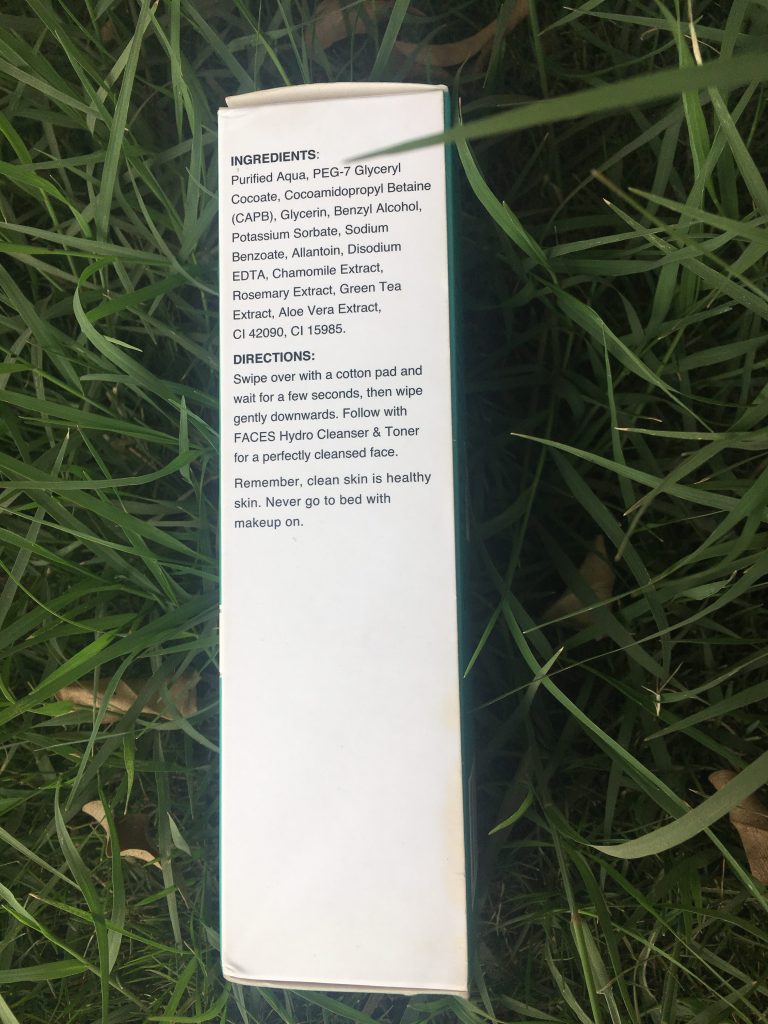 INGREDIENTS:
Purified Aqua, PEG-7 Glyceryl
Cocoate, Cocoamidopropyl Betaine
(CAPB), Glycerin, Benzyl Alcohol,
Potassium Sorbate, Sodium
Benzoate, Allantoin, Disodium
EDTA, Chamomile Extract,
Rosemary Extract, Green Tea
Extract, Aloe Vera Extract,
CI 42090, CI 15985.
DIRECTIONS:
Swipe over with a cotton pad and
wait for a few seconds, then wipe
gently downwards. Follow with
FACES Hydro Cleanser & Toner
for a perfectly cleansed face.
Remember, clean skin is healthy
skin. Never go to bed with
makeup on.